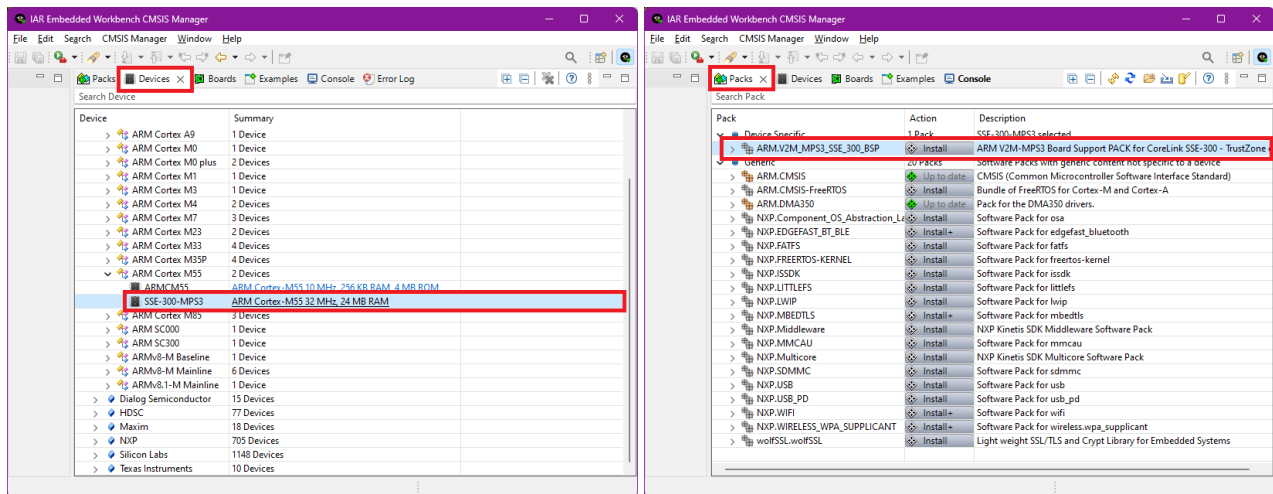 IAR Embedded Workbench CMSIS Manager
File Edit Search CMSIS Manager Window Help
Packs Devices Boards Examples Console Error Log
Search Device
Device Summary
ARM Cortex A9 1 Device
ARM Cortex M0 1 Device
ARM Cortex M0 plus 2 Devices
ARM Cortex M1 1 Device
ARM Cortex M3 1 Device
ARM Cortex M4 2 Devices
ARM Cortex M7 3 Devices
ARM Cortex M23 2 Devices
ARM Cortex M33 4 Devices
ARM Cortex M35P 4 Devices
ARM Cortex M55 2 Devices
ARMCM55 ARM Cortex-M55 10 MHz, 256 KB RAM, 4 MB ROM
SSE-300-MPS3 ARM Cortex-M55 32 MHz, 24 MB RAM
ARM Cortex M85 3 Devices
ARM SC000 1 Device
ARM SC300 1 Device
ARMv8-M Baseline 1 Device
ARMv8-M Mainline 6 Devices
ARMv8.1-M Mainline 1 Device
Dialog Semiconductor 15 Devices
HDSC 77 Devices
Maxim 18 Devices
NXP 705 Devices
Silicon Labs 1148 Devices
Texas Instruments 10 Devices
IAR Embedded Workbench CMSIS Manager
File Edit Search CMSIS Manager Window Help
Packs Devices Boards Examples Console
Search Pack
Pack Action Description
Device Specific 1 Pack SSE-300-MPS3 selected
ARM.V2M_MPS3_SSE_300_BSP Install ARM V2M-MPS3 Board Support PACK for CoreLink SSE-300 - TrustZone
Generic 20 Packs Software Packs with generic content not specific to a device
ARM.CMSIS Up to date CMSIS (Common Microcontroller Software Interface Standard)
ARM.CMSIS-FreeRTOS Install Bundle of FreeRTOS for Cortex-M and Cortex-A
ARM.DMA350 Up to date Pack for the DMA350 drivers.
NXP.Component_OS_Abstraction_La Install Software Pack for osa
NXP.EDGEFAST_BT_BLE Install+ Software Pack for edgefast_bluetooth
NXP.FATFS Install Software Pack for fatfs
NXP.FREERTOS-KERNEL Install Software Pack for freertos-kernel
NXP.ISSDK Install Software Pack for issdk
NXP.LITTLEFS Install Software Pack for littlefs
NXP.LWIP Install Software Pack for lwip
NXP.MBEDTLS Install+ Software Pack for mbedtls
NXP.Middleware Install NXP Kinetis SDK Middleware Software Pack
NXP.MMCAU Install Software Pack for mmcau
NXP.Multicore Install NXP Kinetis SDK Multicore Software Pack
NXP.SDMMC Install Software Pack for sdmmc
NXP.USB Install Software Pack for usb
NXP.USB_PD Install Software Pack for usb_pd
NXP.WIFI Install+ Software Pack for wifi
NXP.WIRELESS_WPA_SUPPLICANT Install+ Software Pack for wireless.wpa_supplicant
wolfSSL.wolfSSL Install Light weight SSL/TLS and Crypt Library for Embedded Systems